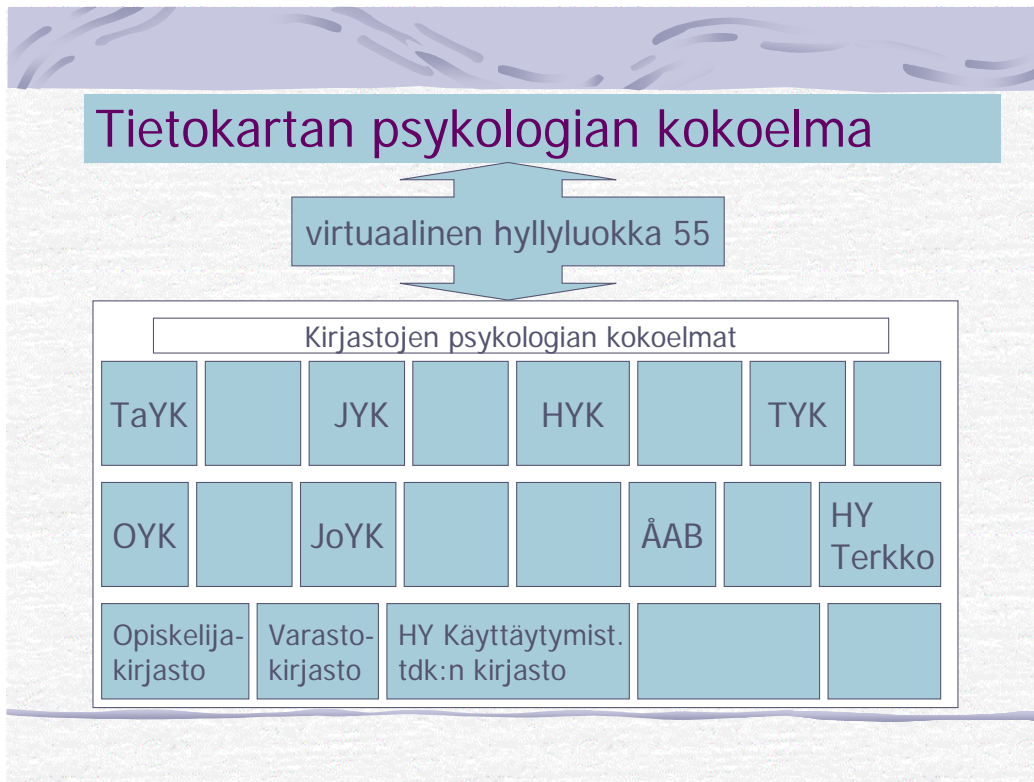 Tietokartan psykologian kokoelma
virtuaalinen hyllyluokka 55
Kirjastojen psykologian kokoelmat
TaYK
JYK
HYK
TYK
OYK
JoYK
ÅAB
HY
Terkko
Opiskelija-
kirjasto
Varasto-
kirjasto
HY Käyttäytymist.
tdk:n kirjasto